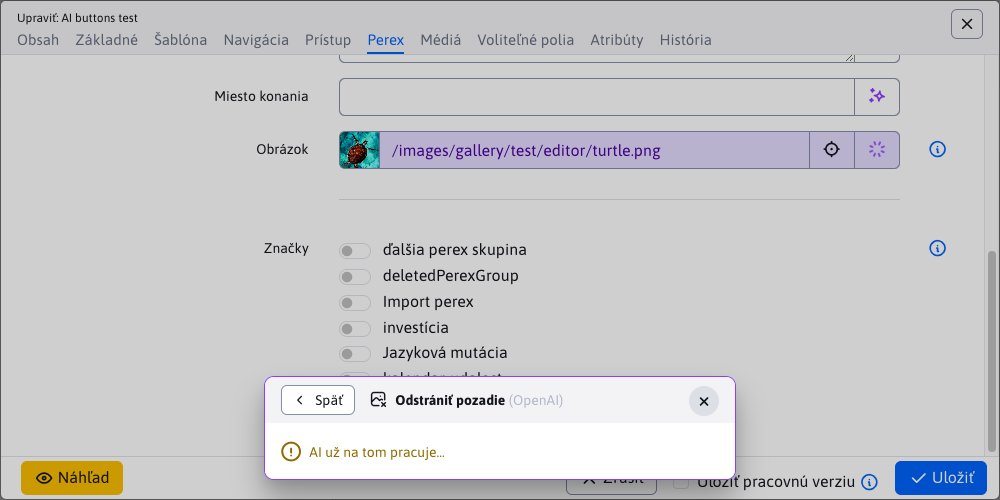 Upraviť: AI buttons test
Obsah Základné Šablóna Navigácia Prístup Perex Médiá Voliteľné polia Atribúty História
Miesto konania
Obrázok /images/gallery/test/editor/turtle.png
Značky
ďalšia perex skupina
deletedPerexGroup
Import perex
investícia
Jazyková mutácia
Späť Odstrániť pozadie (OpenAI)
AI už na tom pracuje...
Náhľad Uložiť pracovnú verziu Uložiť